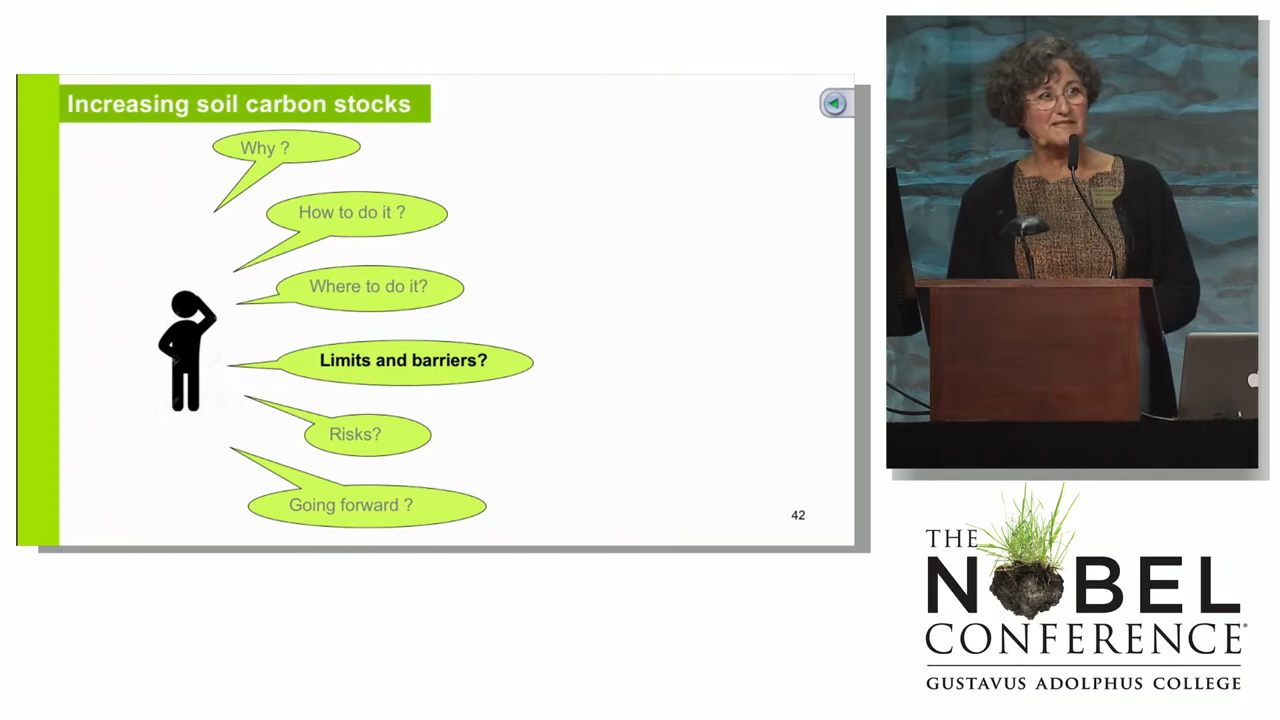 Increasing soil carbon stocks
Why ?
How to do it ?
Where to do it?
Limits and barriers?
Risks?
Going forward ?
42
THE
NOBEL
CONFERENCE®
GUSTAVUS ADOLPHUS COLLEGE